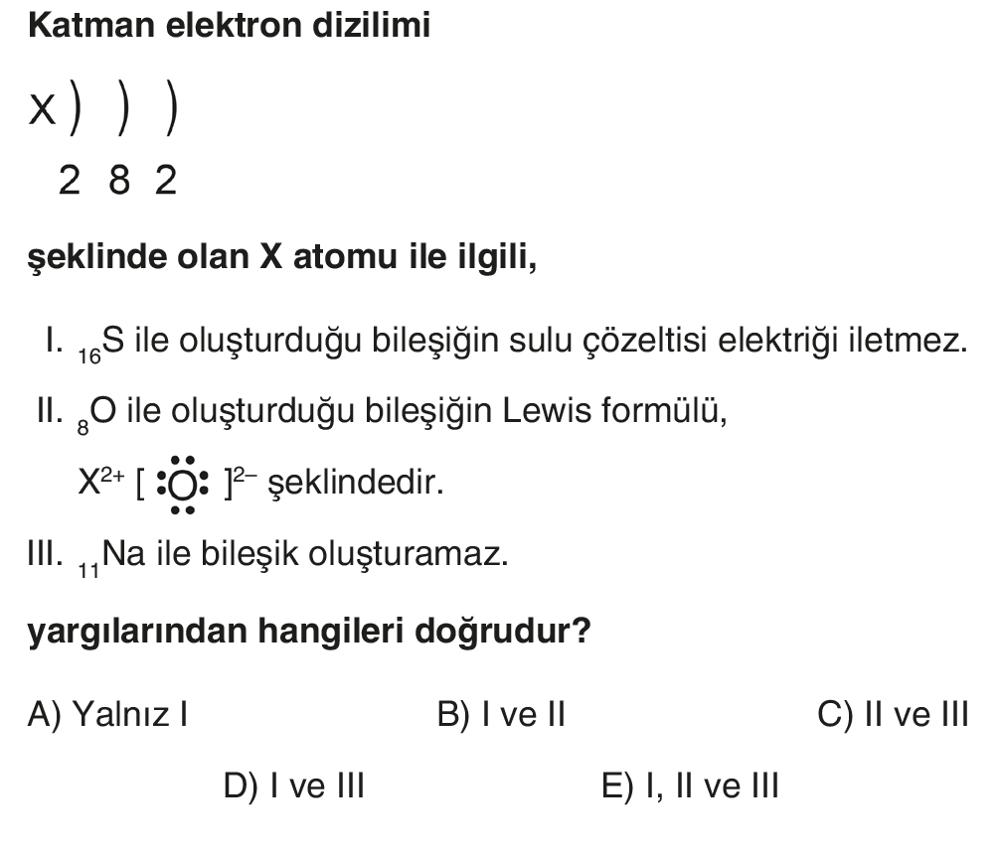 Katman elektron dizilimi
X) ) )
2 8 2
şeklinde olan X atomu ile ilgili,
I. ₁₆S ile oluşturduğu bileşiğin sulu çözeltisi elektriği iletmez.
II. ₈O ile oluşturduğu bileşiğin Lewis formülü,
X²⁺ [ :Ö: ]²⁻ şeklindedir.
III. ₁₁Na ile bileşik oluşturamaz.
yargılarından hangileri doğrudur?
A) Yalnız I B) I ve II C) II ve III
D) I ve III E) I, II ve III